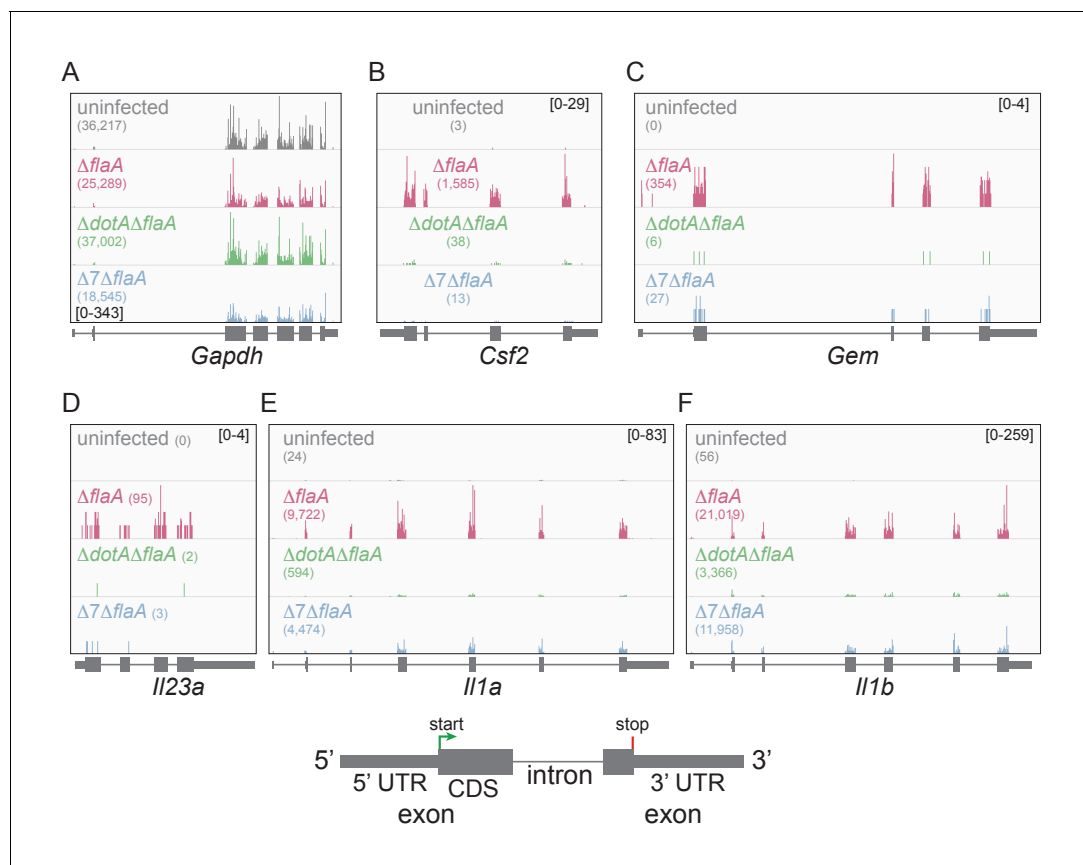 A
uninfected
(36,217)
ΔflaA
(25,289)
ΔdotAΔflaA
(37,002)
Δ7ΔflaA
(18,545)
[0-343]
Gapdh
B
uninfected
[0-29]
(3)
ΔflaA
(1,585)
ΔdotAΔflaA
(38)
Δ7ΔflaA
(13)
Csf2
C
uninfected
[0-4]
(0)
ΔflaA
(354)
ΔdotAΔflaA
(6)
Δ7ΔflaA
(27)
Gem
D
uninfected (0)
[0-4]
ΔflaA (95)
ΔdotAΔflaA (2)
Δ7ΔflaA (3)
Il23a
E
uninfected
[0-83]
(24)
ΔflaA
(9,722)
ΔdotAΔflaA
(594)
Δ7ΔflaA
(4,474)
Il1a
F
uninfected
[0-259]
(56)
ΔflaA
(21,019)
ΔdotAΔflaA
(3,366)
Δ7ΔflaA
(11,958)
Il1b
start
stop
5’
3’
5’ UTR
CDS
intron
3’ UTR
exon
exon